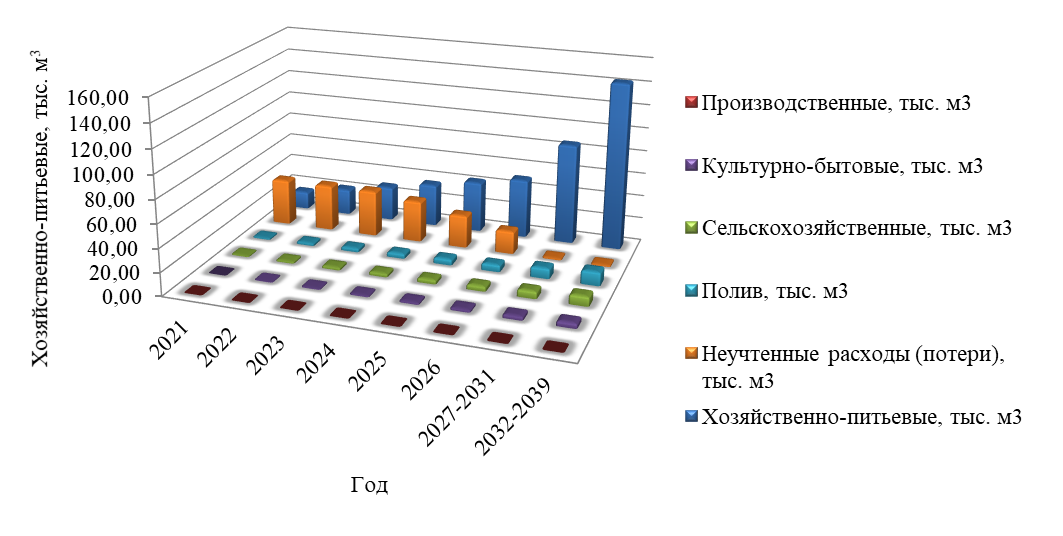 Хозяйственно-питьевые, тыс. м³
160,00
140,00
120,00
100,00
80,00
60,00
40,00
20,00
0,00
2021
2022
2023
2024
2025
2026
2027-2031
2032-2039
Год
Производственные, тыс. м3
Культурно-бытовые, тыс. м3
Сельскохозяйственные, тыс. м3
Полив, тыс. м3
Неучтенные расходы (потери),
тыс. м3
Хозяйственно-питьевые, тыс. м3